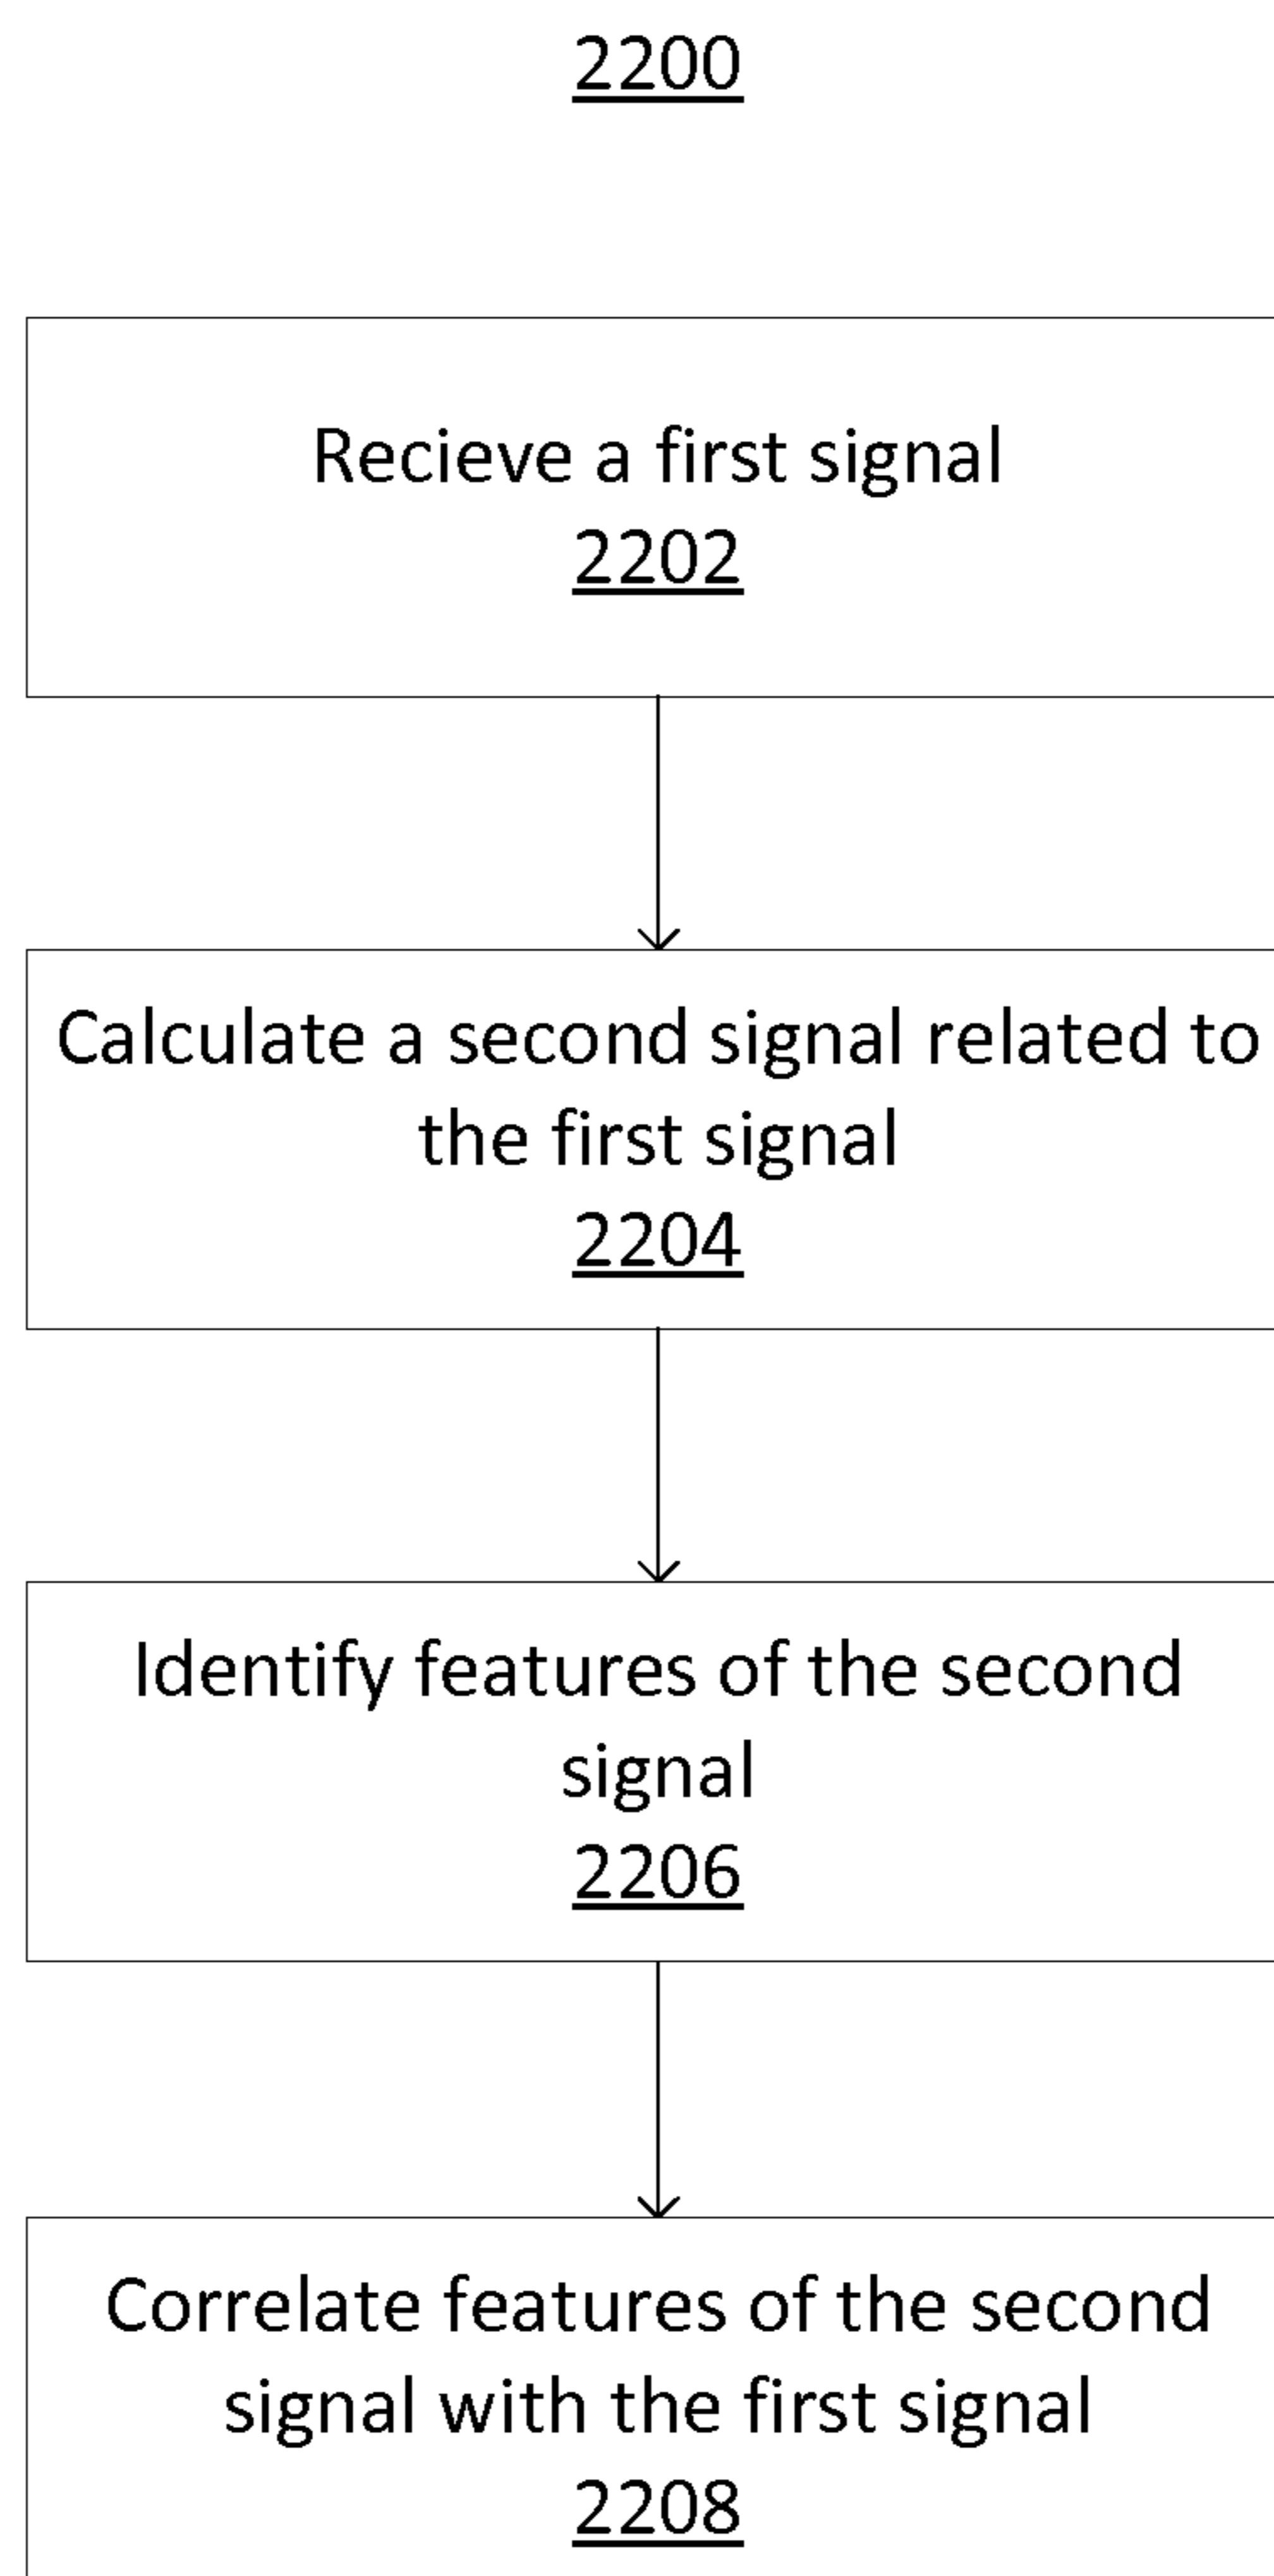 2200
Recieve a first signal
2202
Calculate a second signal related to
the first signal
2204
Identify features of the second
signal
2206
Correlate features of the second
signal with the first signal
2208